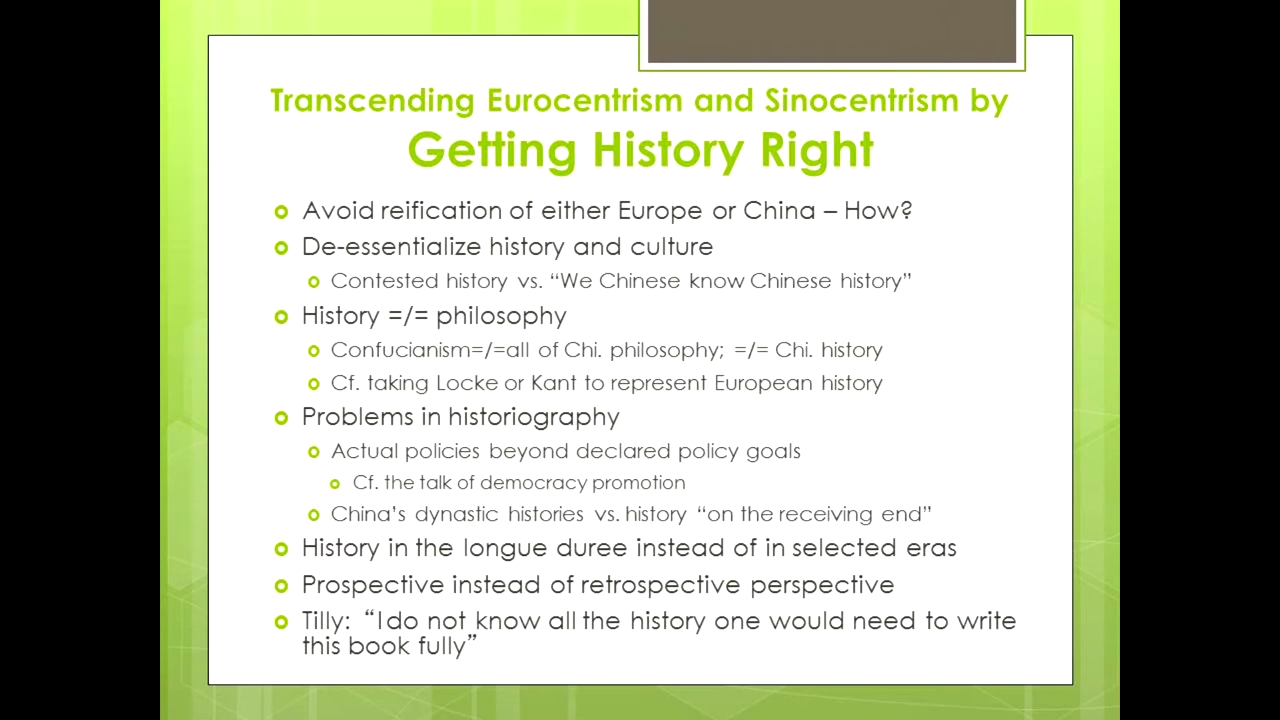 Transcending Eurocentrism and Sinocentrism by
Getting History Right
Avoid reification of either Europe or China – How?
De-essentialize history and culture
Contested history vs. “We Chinese know Chinese history”
History =/= philosophy
Confucianism=/=all of Chi. philosophy; =/= Chi. history
Cf. taking Locke or Kant to represent European history
Problems in historiography
Actual policies beyond declared policy goals
Cf. the talk of democracy promotion
China’s dynastic histories vs. history “on the receiving end”
History in the longue duree instead of in selected eras
Prospective instead of retrospective perspective
Tilly: “I do not know all the history one would need to write
this book fully”